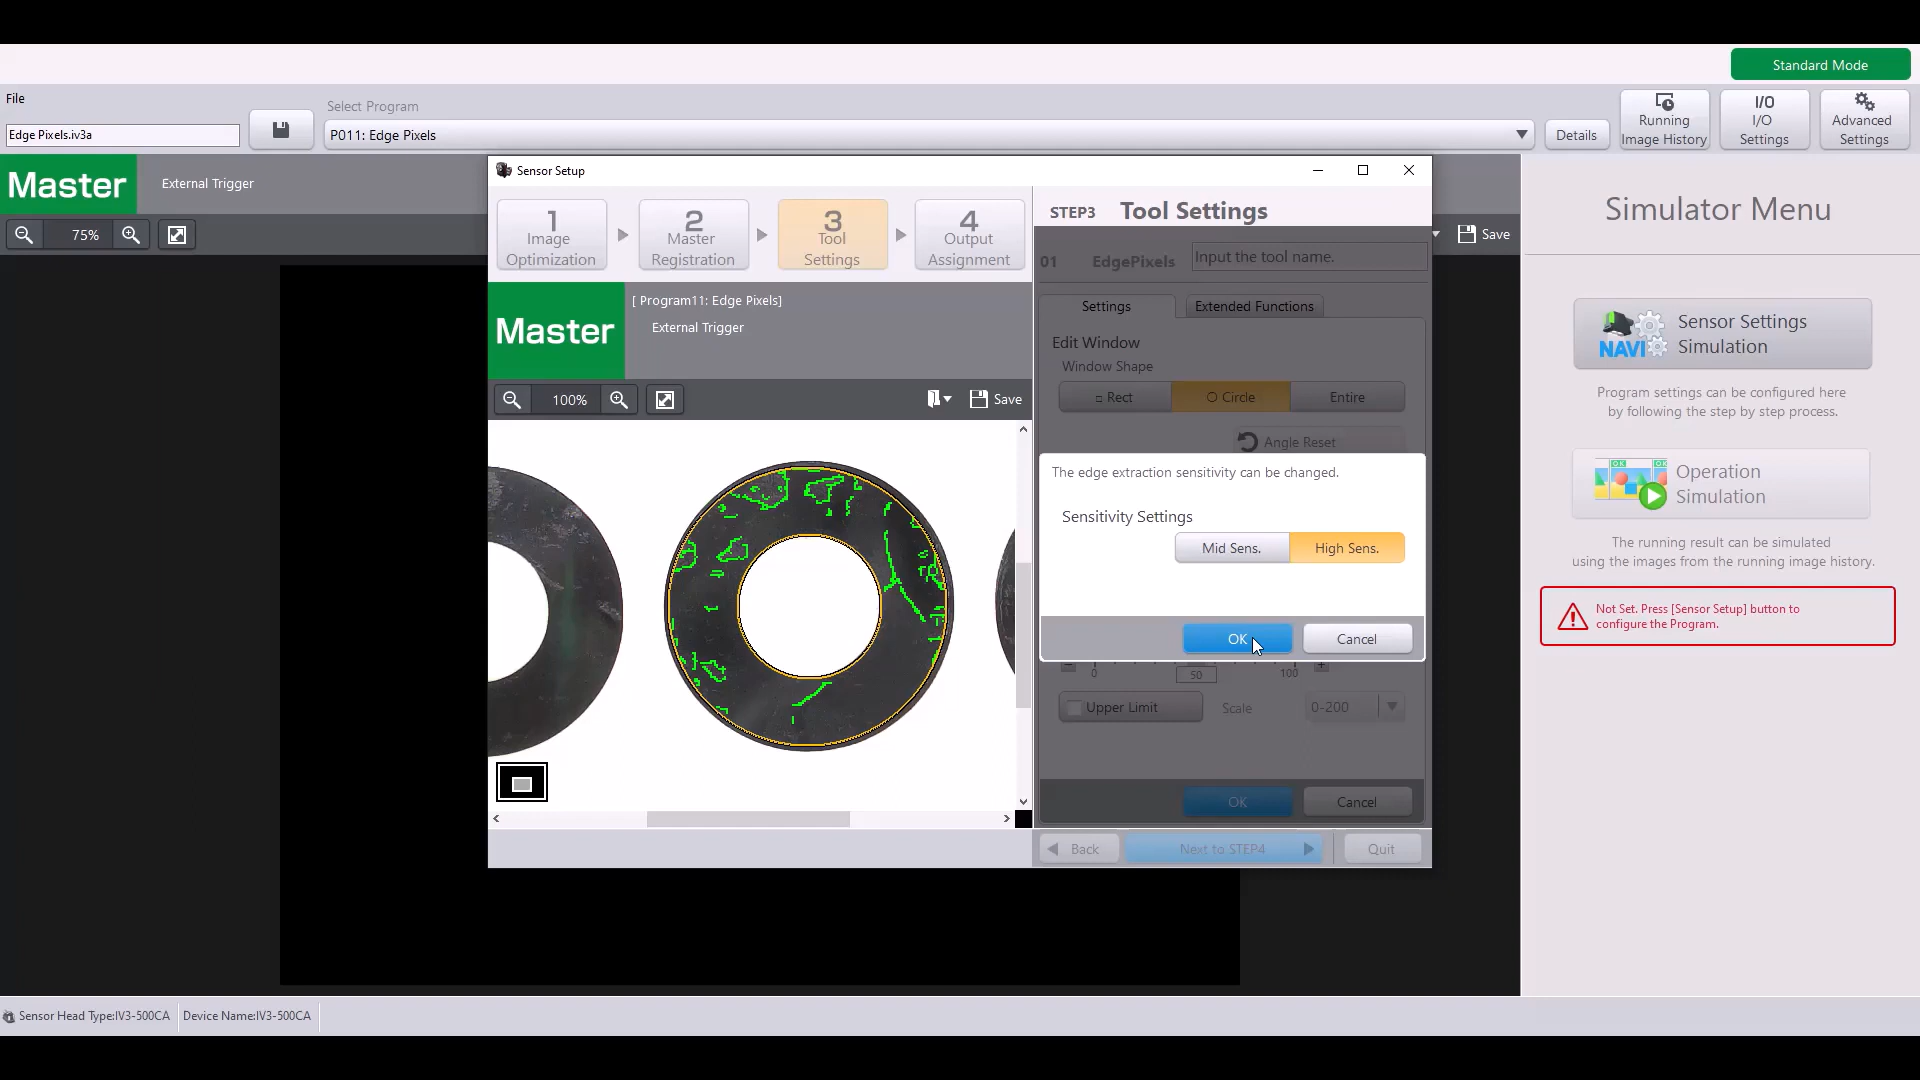 Standard Mode
File
Select Program
Edge Pixels.iv3a
P011: Edge Pixels
Details
Running
Image History
I/O
I/O
Settings
Advanced
Settings
Master
External Trigger
75%
Save
Sensor Setup
1
Image
Optimization
2
Master
Registration
3
Tool
Settings
4
Output
Assignment
Master
[ Program11: Edge Pixels]
External Trigger
100%
Save
STEP3 Tool Settings
01 EdgePixels Input the tool name.
Settings
Extended Functions
Edit Window
Window Shape
Rect
Circle
Entire
Angle Reset
The edge extraction sensitivity can be changed.
Sensitivity Settings
Mid Sens.
High Sens.
OK
Cancel
0
50
100
Upper Limit
Scale
0-200
OK
Cancel
Back
Next to STEP4
Quit
Simulator Menu
NAVI
Sensor Settings
Simulation
Program settings can be configured here
by following the step by step process.
OK
OK
Operation
Simulation
The running result can be simulated
using the images from the running image history.
Not Set. Press [Sensor Setup] button to
configure the Program.
Sensor Head Type:IV3-500CA
Device Name:IV3-500CA